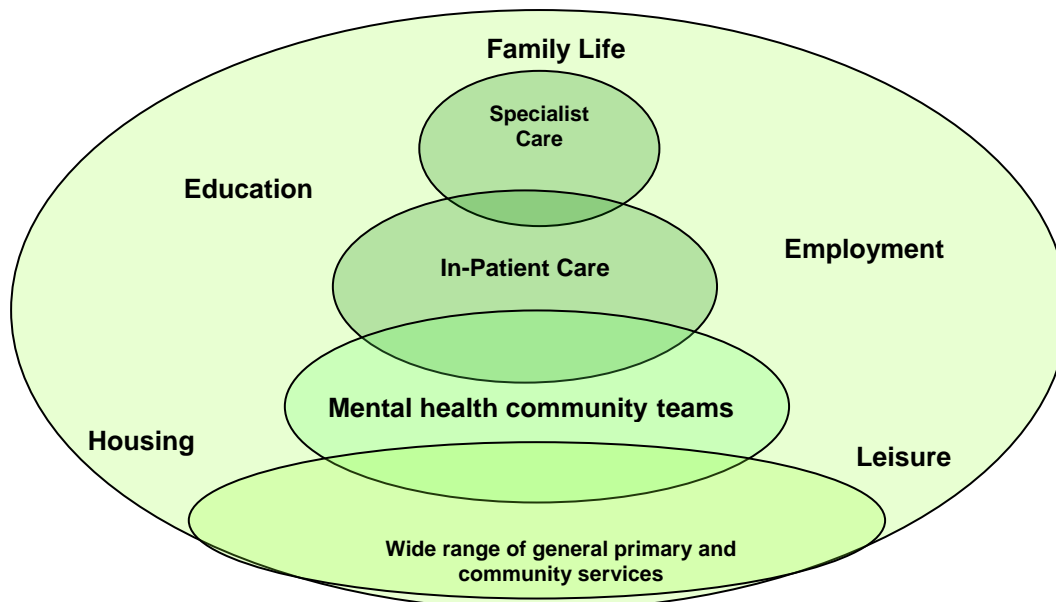 Family Life
Specialist
Care
Education
Employment
In-Patient Care
Mental health community teams
Housing
Leisure
Wide range of general primary and
community services